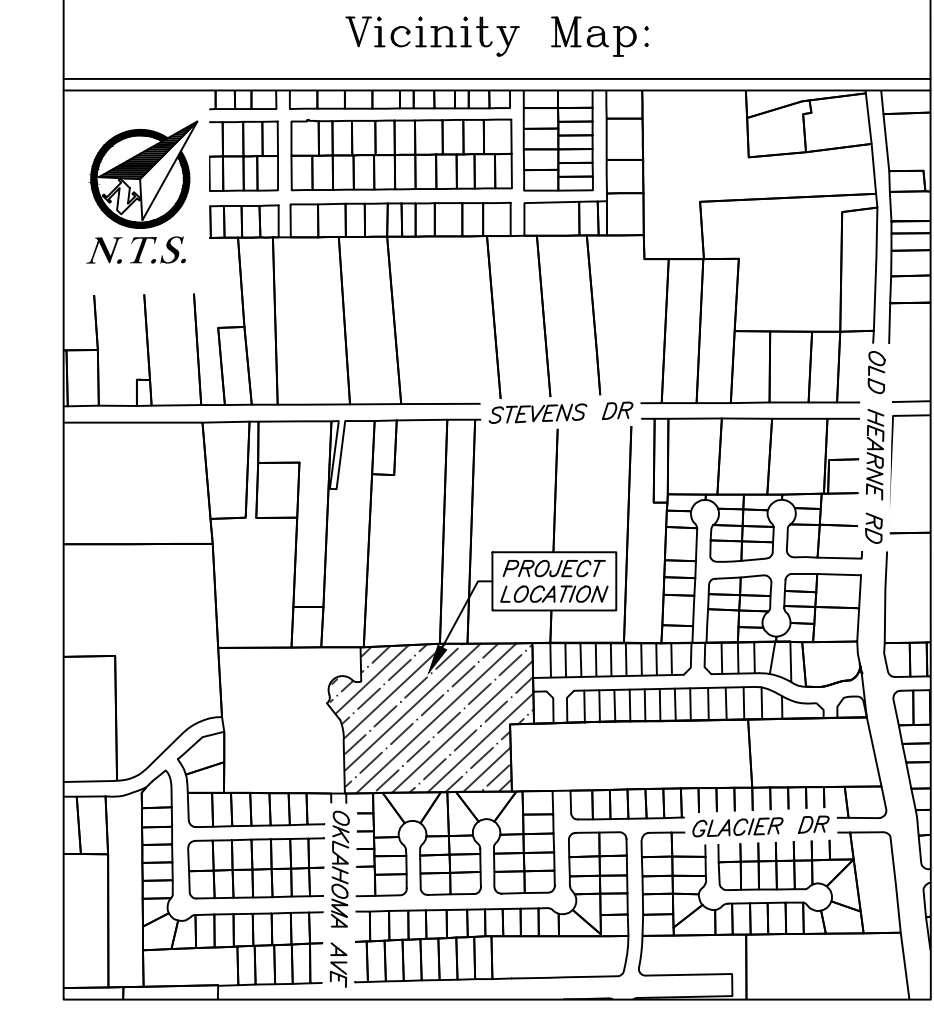 Vicinity Map:
N
N.T.S.
STEVENS DR
OLD HEARNE RD
PROJECT
LOCATION
OKLAHOMA AVE
GLACIER DR